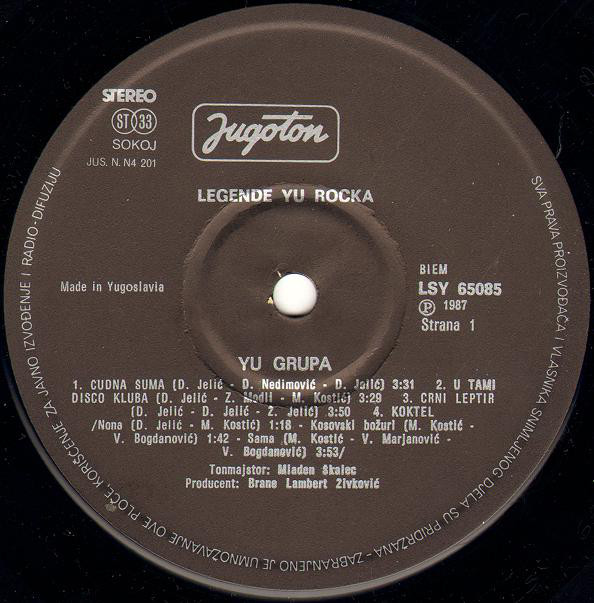 STEREO
ST 33
SOKOJ
JUS. N. N4 201
Jugoton
LEGENDE YU ROCKA
Made in Yugoslavia
BIEM
LSY 65085
Ⓟ 1987
Strana 1
YU GRUPA
1. CUDNA SUMA (D. Jelić - D. Nedimović - D. Jelić) 3:31 2. U TAMI
DISCO KLUBA (D. Jelić - Z. Modli - M. Kostić) 3:29 3. CRNI LEPTIR
(D. Jelić - D. Jelić - Z. Jelić) 3:50 4. KOKTEL
/Nona (D. Jelić - M. Kostić) 1:18 - Kosovski božuri (M. Kostić -
V. Bogdanović) 1:42 - Sama (M. Kostić - V. Marjanović -
V. Bogdanović) 3:53/
Tonmajstor: Mladen Škalec
Producent: Brane Lambert Živković
SVA PRAVA PROIZVOĐAČA I VLASNIKA SNIMLJENOG DJELA SU PRIDRŽANA - ZABRANJENO JE UMNOŽAVANJE OVE PLOČE, KORIŠĆENJE ZA JAVNO IZVOĐENJE I RADIO-DIFUZIJU